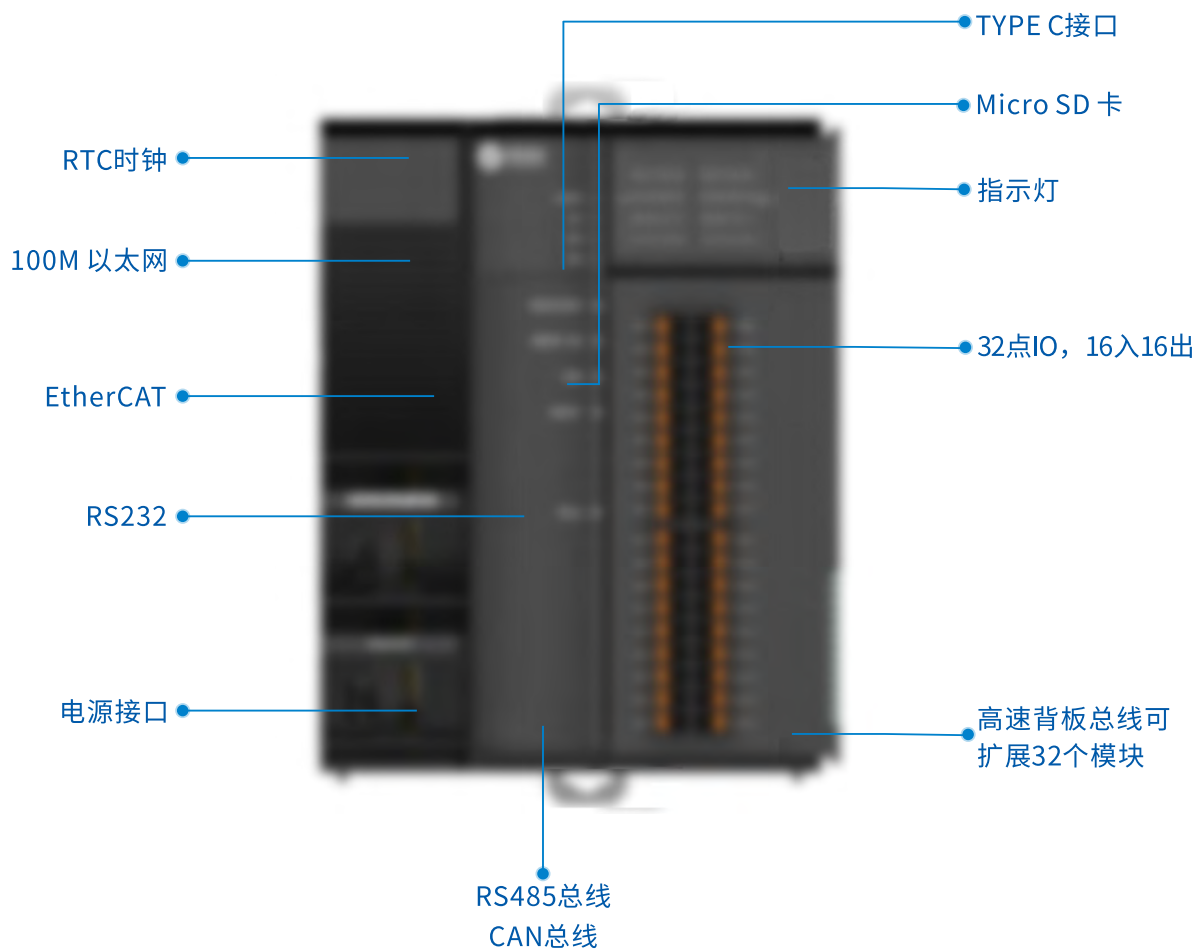 TYPE C接口
Micro SD 卡
RTC时钟
指示灯
100M 以太网
32点IO，16入16出
EtherCAT
RS232
电源接口
高速背板总线可
扩展32个模块
RS485总线
CAN总线